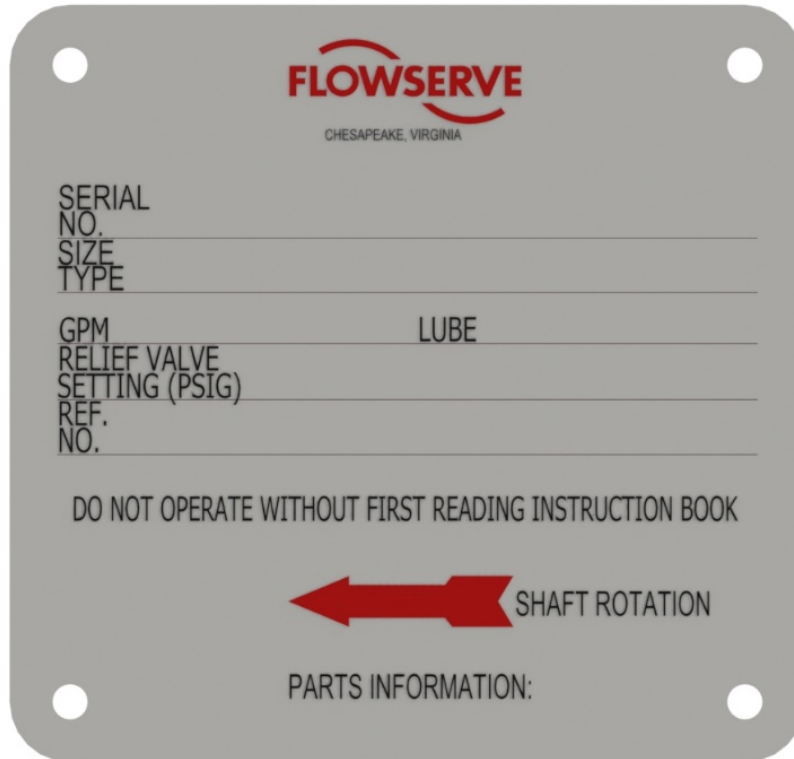 FLOWSERVE
CHESAPEAKE, VIRGINIA
SERIAL
NO.
SIZE
TYPE
GPM LUBE
RELIEF VALVE
SETTING (PSIG)
REF.
NO.
DO NOT OPERATE WITHOUT FIRST READING INSTRUCTION BOOK
SHAFT ROTATION
PARTS INFORMATION: